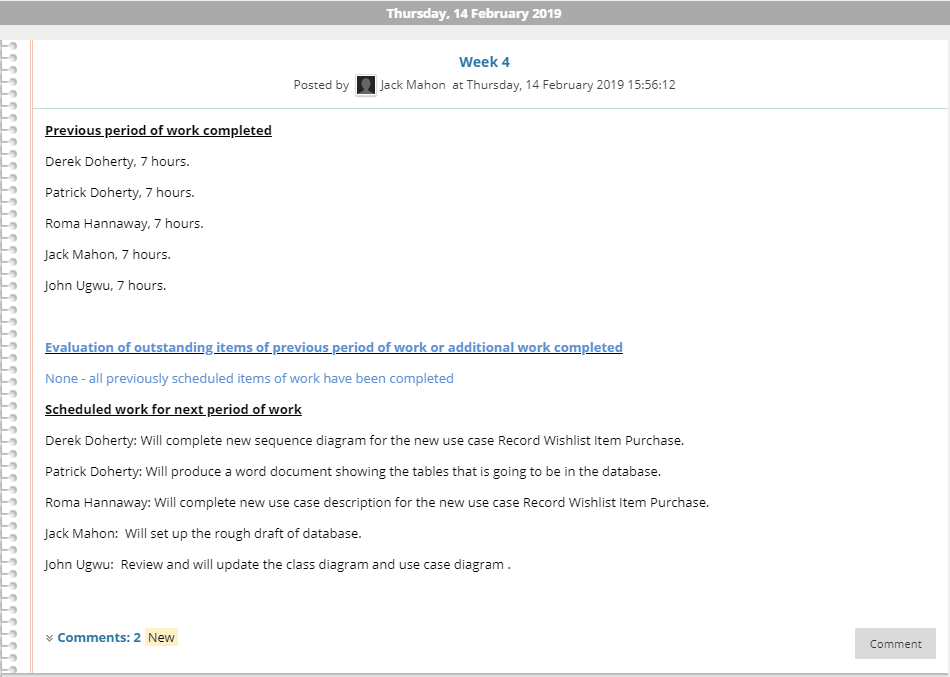 Thursday, 14 February 2019
Week 4
Posted by Jack Mahon at Thursday, 14 February 2019 15:56:12
Previous period of work completed
Derek Doherty, 7 hours.
Patrick Doherty, 7 hours.
Roma Hannaway, 7 hours.
Jack Mahon, 7 hours.
John Ugwu, 7 hours.
Evaluation of outstanding items of previous period of work or additional work completed
None - all previously scheduled items of work have been completed
Scheduled work for next period of work
Derek Doherty: Will complete new sequence diagram for the new use case Record Wishlist Item Purchase.
Patrick Doherty: Will produce a word document showing the tables that is going to be in the database.
Roma Hannaway: Will complete new use case description for the new use case Record Wishlist Item Purchase.
Jack Mahon:  Will set up the rough draft of database.
John Ugwu:  Review and will update the class diagram and use case diagram .
Comments: 2 New
Comment